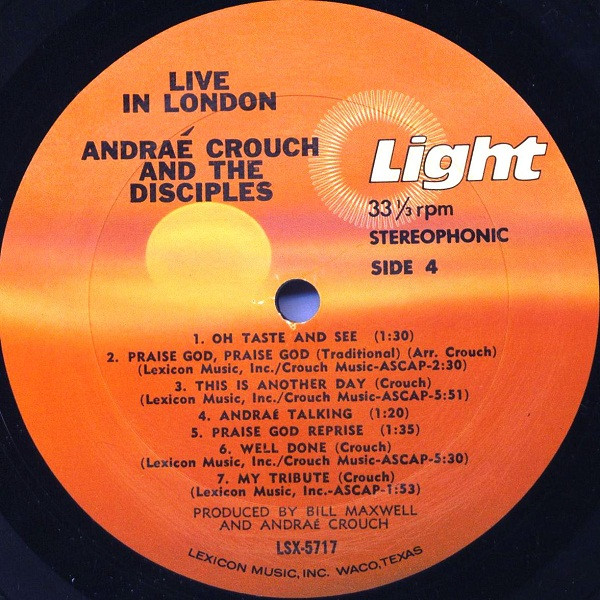 LIVE
IN LONDON
ANDRAÉ CROUCH
AND THE
DISCIPLES
Light
33 1/3 rpm
STEREOPHONIC
SIDE 4
1. OH TASTE AND SEE (1:30)
2. PRAISE GOD, PRAISE GOD (Traditional) (Arr. Crouch)
(Lexicon Music, Inc./Crouch Music-ASCAP-2:30)
3. THIS IS ANOTHER DAY (Crouch)
(Lexicon Music, Inc./Crouch Music-ASCAP-5:51)
4. ANDRAÉ TALKING (1:20)
5. PRAISE GOD REPRISE (1:35)
6. WELL DONE (Crouch)
(Lexicon Music, Inc./Crouch Music-ASCAP-5:30)
7. MY TRIBUTE (Crouch)
(Lexicon Music, Inc.-ASCAP-1:53)
PRODUCED BY BILL MAXWELL
AND ANDRAÉ CROUCH
LSX-5717
LEXICON MUSIC, INC. WACO, TEXAS